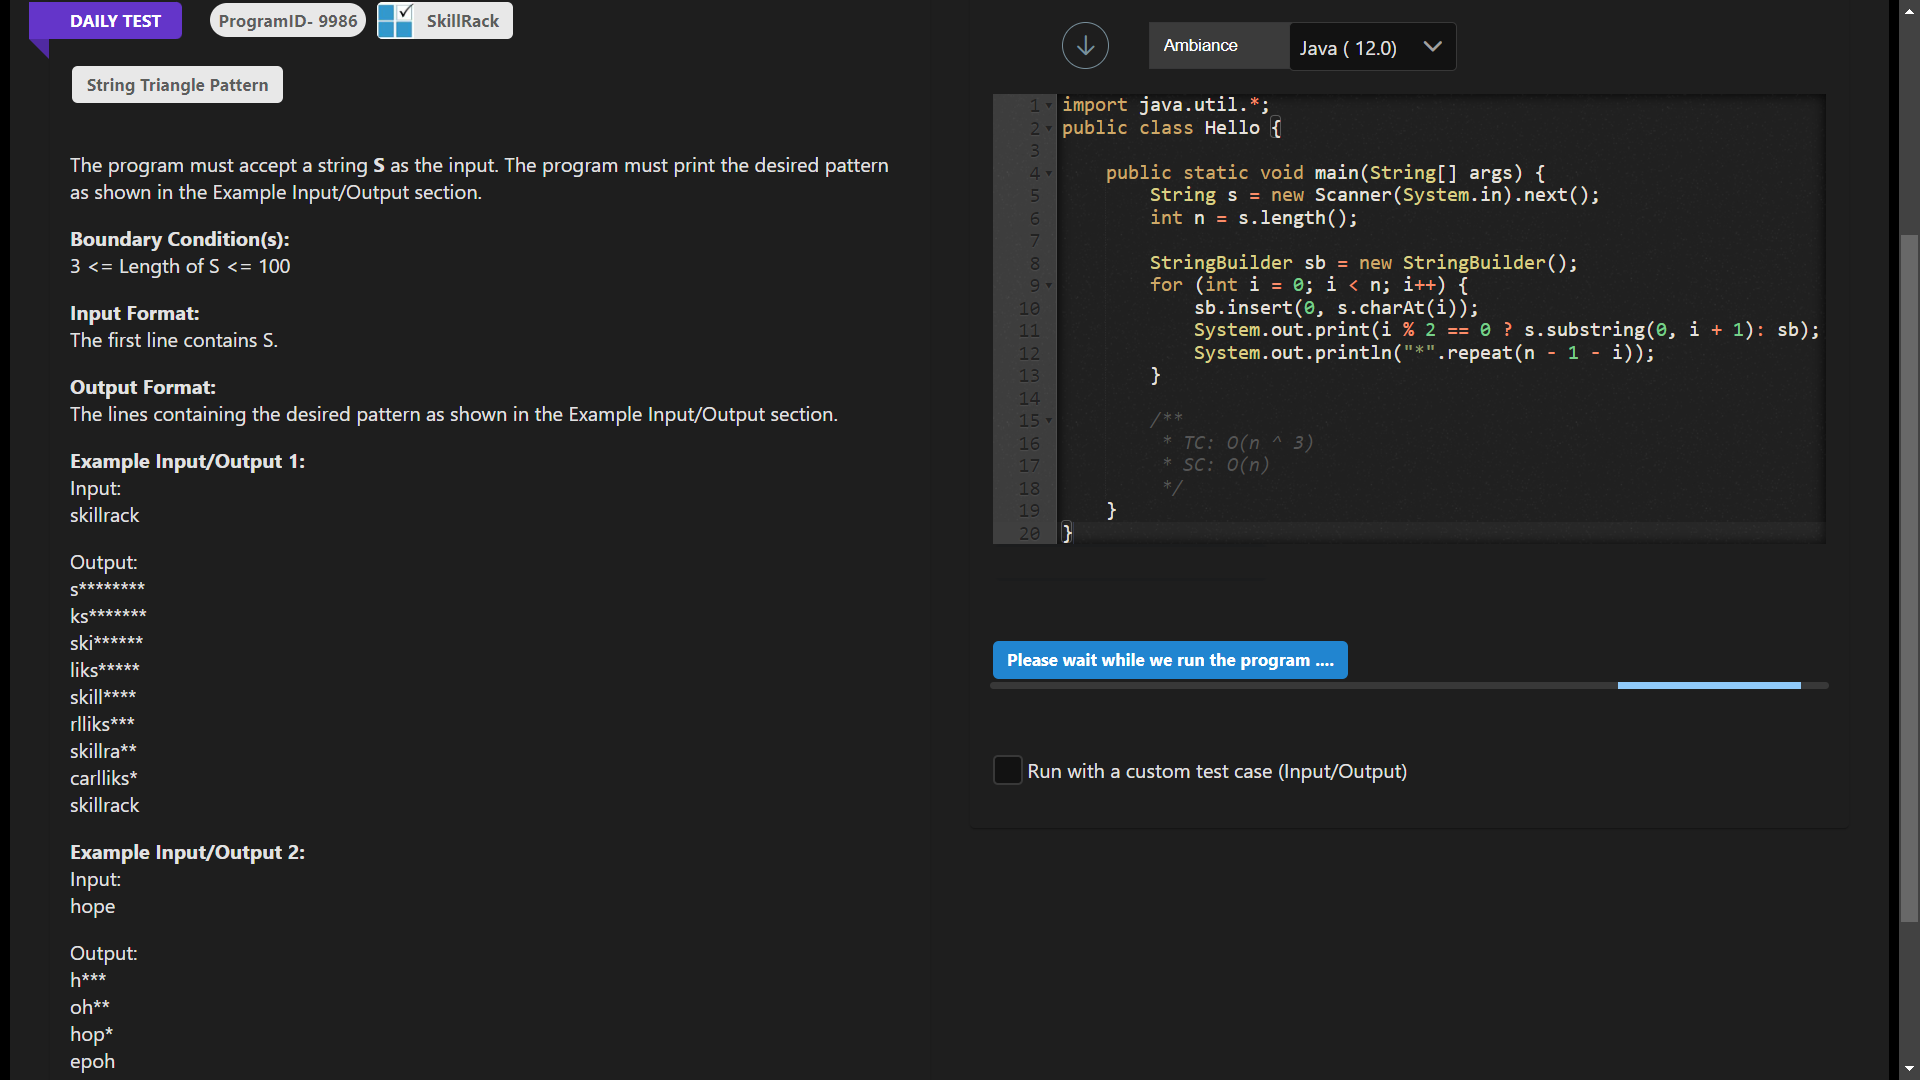 DAILY TEST
ProgramID- 9986
SkillRack
String Triangle Pattern
The program must accept a string S as the input. The program must print the desired pattern
as shown in the Example Input/Output section.
Boundary Condition(s):
3 <= Length of S <= 100
Input Format:
The first line contains S.
Output Format:
The lines containing the desired pattern as shown in the Example Input/Output section.
Example Input/Output 1:
Input:
skillrack
Output:
s********
ks*******
ski******
liks*****
skill****
rlliks***
skillra**
carlliks*
skillrack
Example Input/Output 2:
Input:
hope
Output:
h***
oh**
hop*
epoh
Ambiance
Java ( 12.0)
1 import java.util.*;
2 public class Hello {
3
4     public static void main(String[] args) {
5         String s = new Scanner(System.in).next();
6         int n = s.length();
7
8         StringBuilder sb = new StringBuilder();
9         for (int i = 0; i < n; i++) {
10             sb.insert(0, s.charAt(i));
11             System.out.print(i % 2 == 0 ? s.substring(0, i + 1): sb);
12             System.out.println("*".repeat(n - 1 - i));
13         }
14
15         /**
16          * TC: O(n ^ 3)
17          * SC: O(n)
18          */
19     }
20 }
Please wait while we run the program ....
Run with a custom test case (Input/Output)